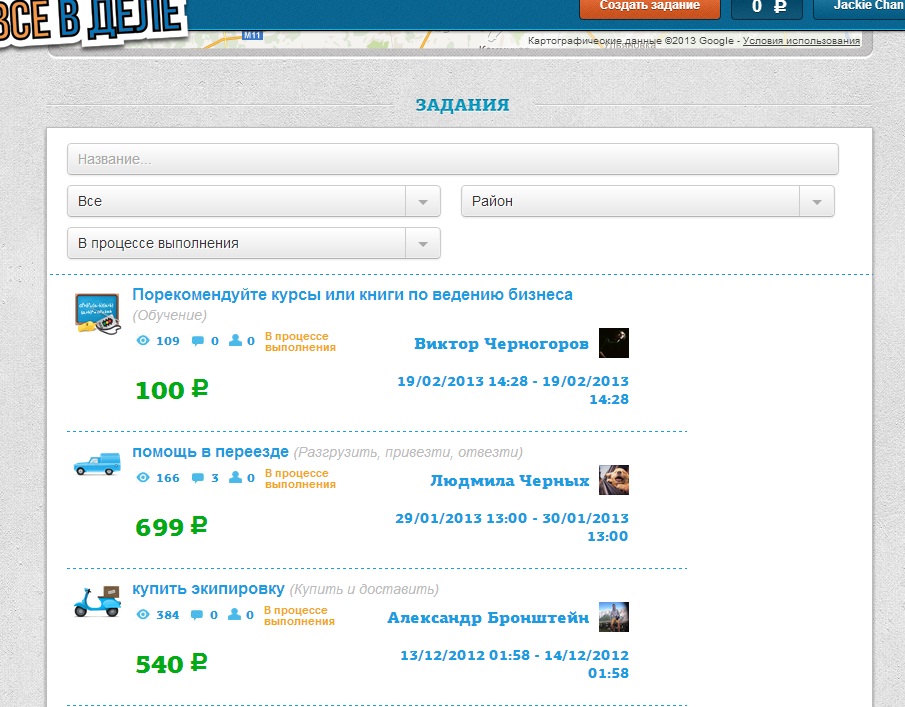 ВСЕ В ДЕЛЕ
Создать задание
0 ₽
Jackie Chan
M11
Картографические данные ©2013 Google - Условия использования
ЗАДАНИЯ
Название...
Все
Район
В процессе выполнения
Порекомендуйте курсы или книги по ведению бизнеса
(Обучение)
109 0 0 В процессе
выполнения
Виктор Черногоров
100 ₽
19/02/2013 14:28 - 19/02/2013
14:28
помощь в переезде (Разгрузить, привезти, отвезти)
166 3 0 В процессе
выполнения
Людмила Черных
699 ₽
29/01/2013 13:00 - 30/01/2013
13:00
купить экипировку (Купить и доставить)
384 0 0 В процессе
выполнения
Александр Бронштейн
540 ₽
13/12/2012 01:58 - 14/12/2012
01:58